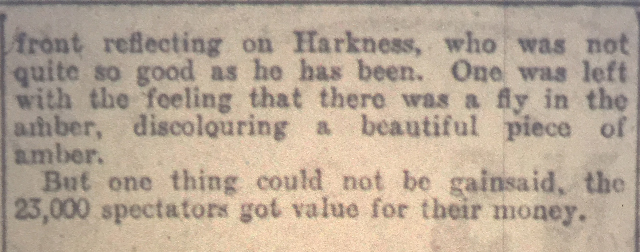 front reflecting on Harkness, who was not
quite so good as he has been. One was left
with the feeling that there was a fly in the
amber, discolouring a beautiful piece of
amber.
But one thing could not be gainsaid, the
23,000 spectators got value for their money.